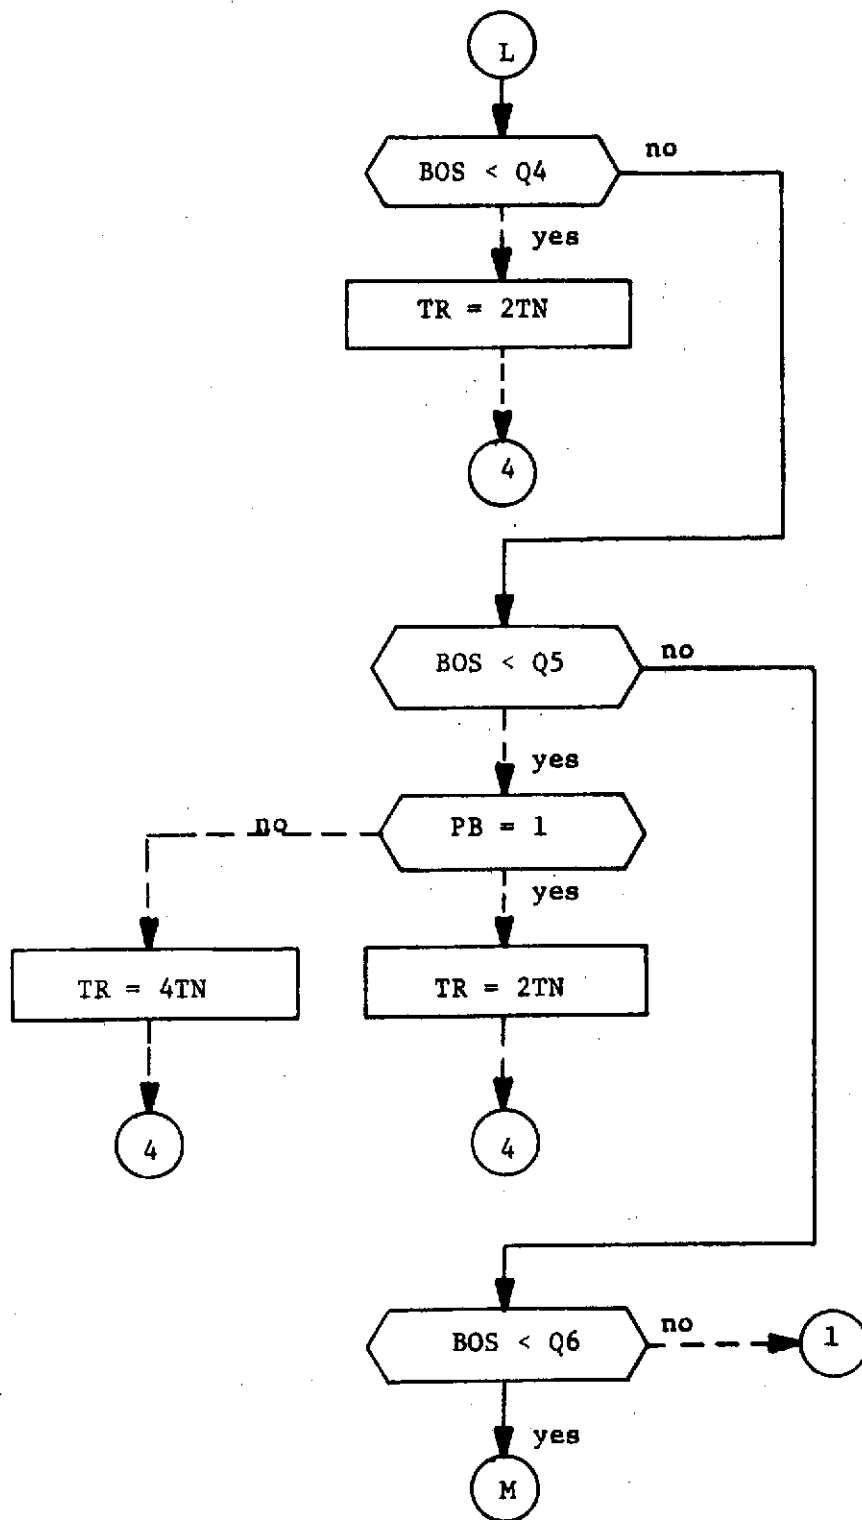 L
BOS < Q4
no
yes
TR = 2TN
4
BOS < Q5
no
yes
PB = 1
no
yes
TR = 4TN
TR = 2TN
4
4
BOS < Q6
no
1
yes
M